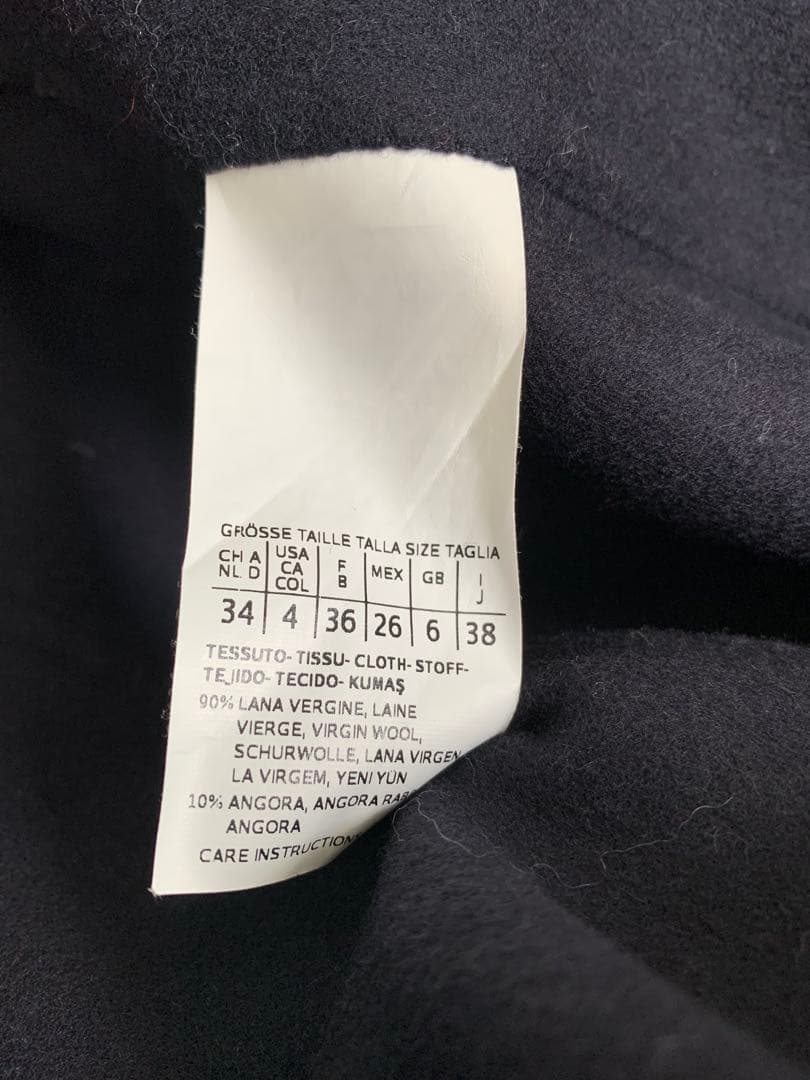 GRÖSSE TAILLE TALLA SIZE TAGLIA
CH A USA F MEX GB I
NL D CA B J
COL
34 4 36 26 6 38
TESSUTO- TISSU- CLOTH- STOFF-
TEJIDO- TECIDO- KUMAŞ
90% LANA VERGINE, LAINE
VIERGE, VIRGIN WOOL,
SCHURWOLLE, LANA VIRGEN
LA VIRGEM, YENI YÜN
10% ANGORA, ANGORA
ANGORA
CARE INSTRUCTION